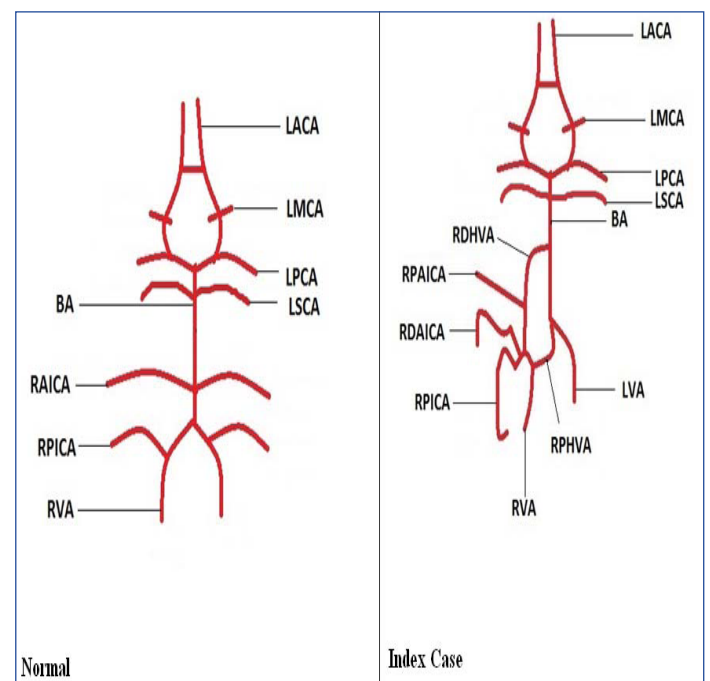 LACA
LMCA
LPCA
BA
LSCA
RAICA
RPICA
RVA
Normal
LACA
LMCA
LPCA
LSCA
BA
RDHVA
RPAICA
RDAICA
LVA
RPICA
RPHVA
RVA
Index Case